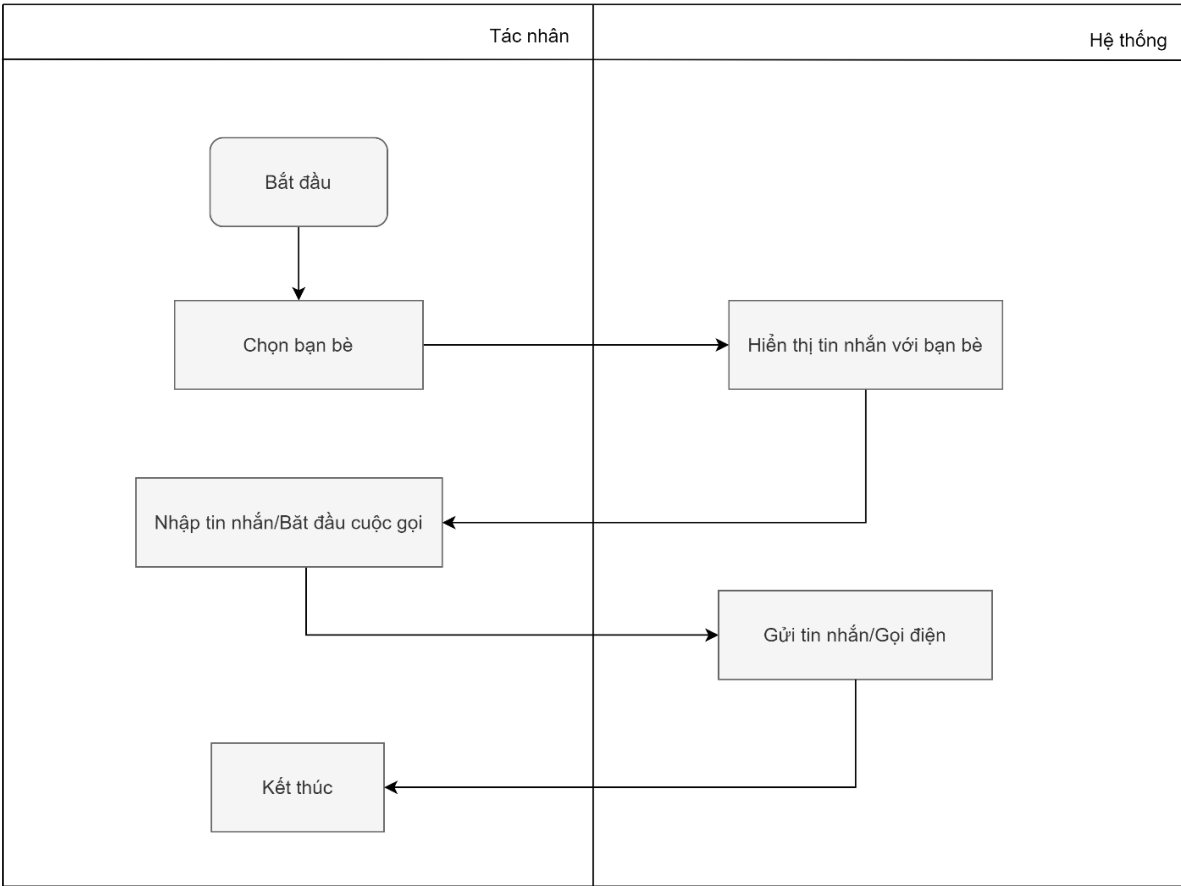 Tác nhân
Hệ thống
Bắt đầu
Chọn bạn bè
Hiển thị tin nhắn với bạn bè
Nhập tin nhắn/Băt đầu cuộc gọi
Gửi tin nhắn/Gọi điện
Kết thúc